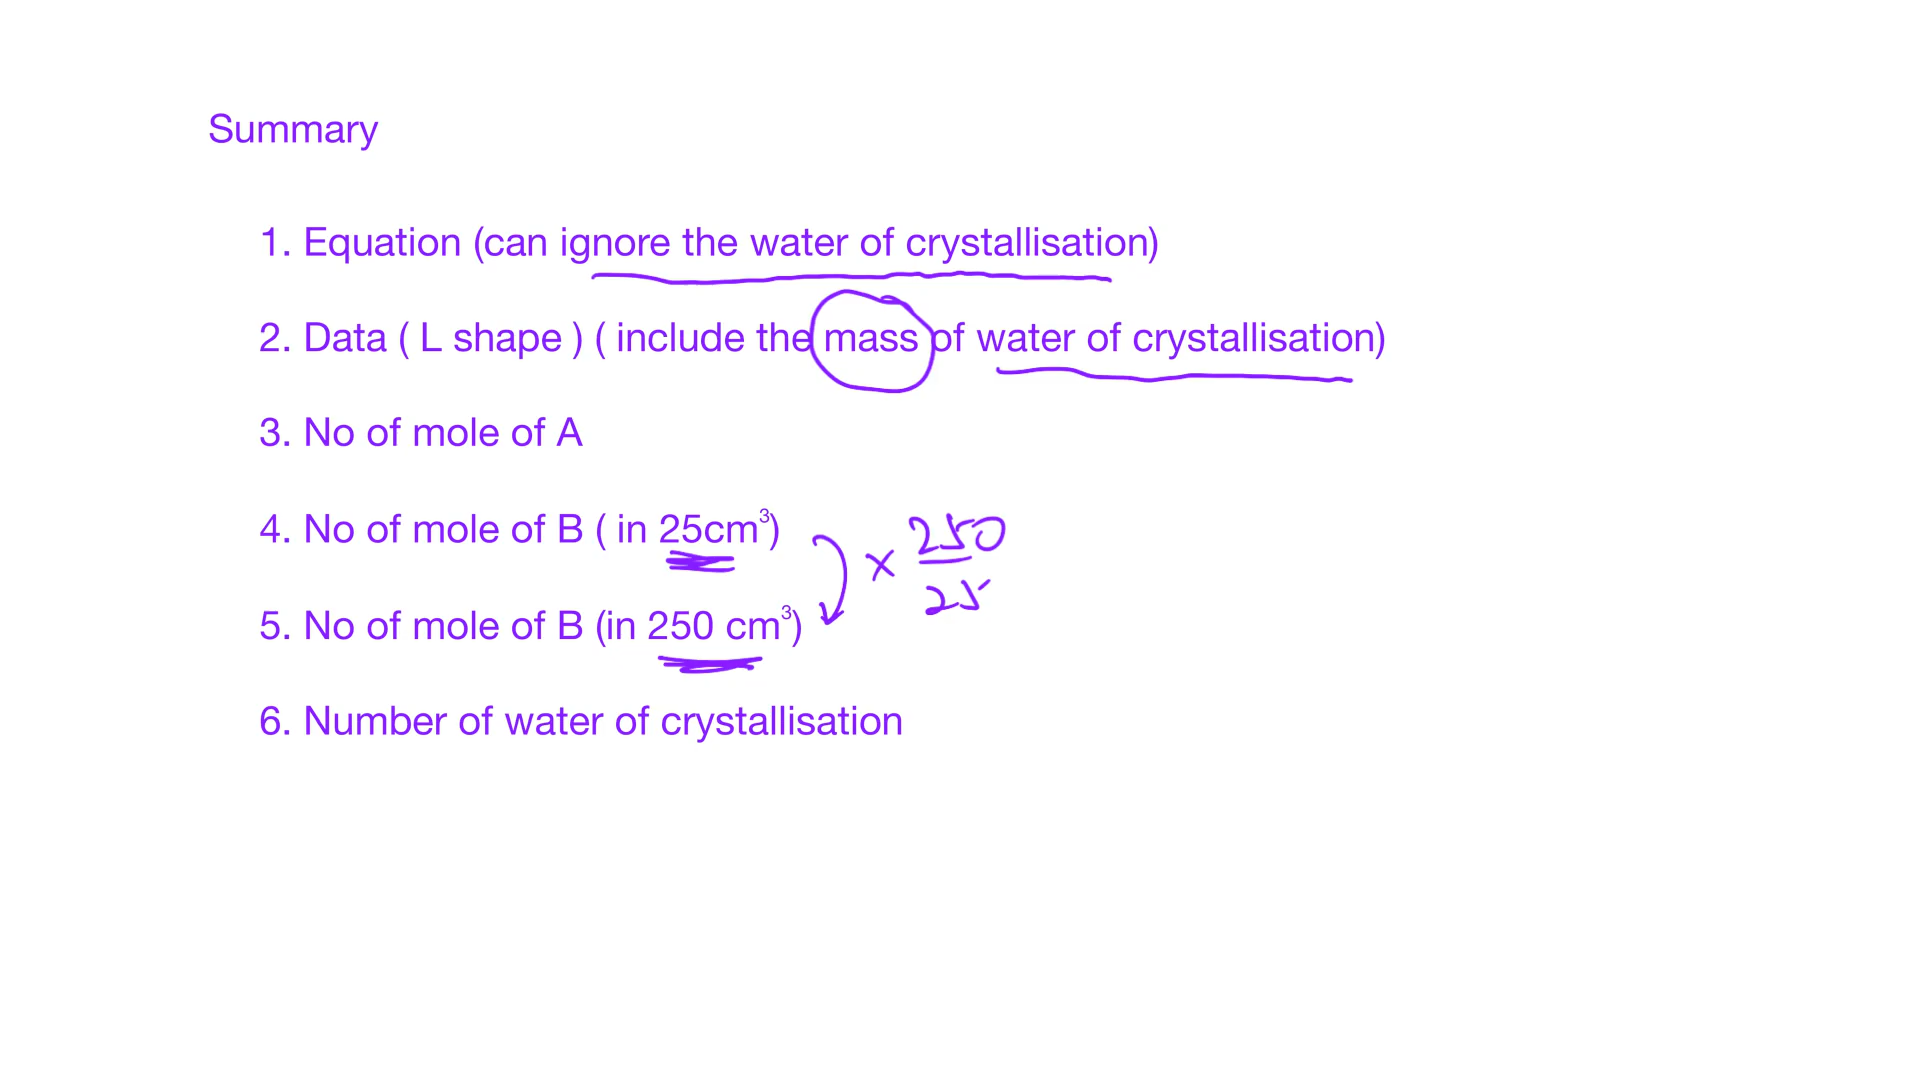 Summary
1. Equation (can ignore the water of crystallisation)
2. Data ( L shape ) ( include the mass of water of crystallisation)
3. No of mole of A
4. No of mole of B ( in 25cm³)
× 250
25
5. No of mole of B (in 250 cm³)
6. Number of water of crystallisation